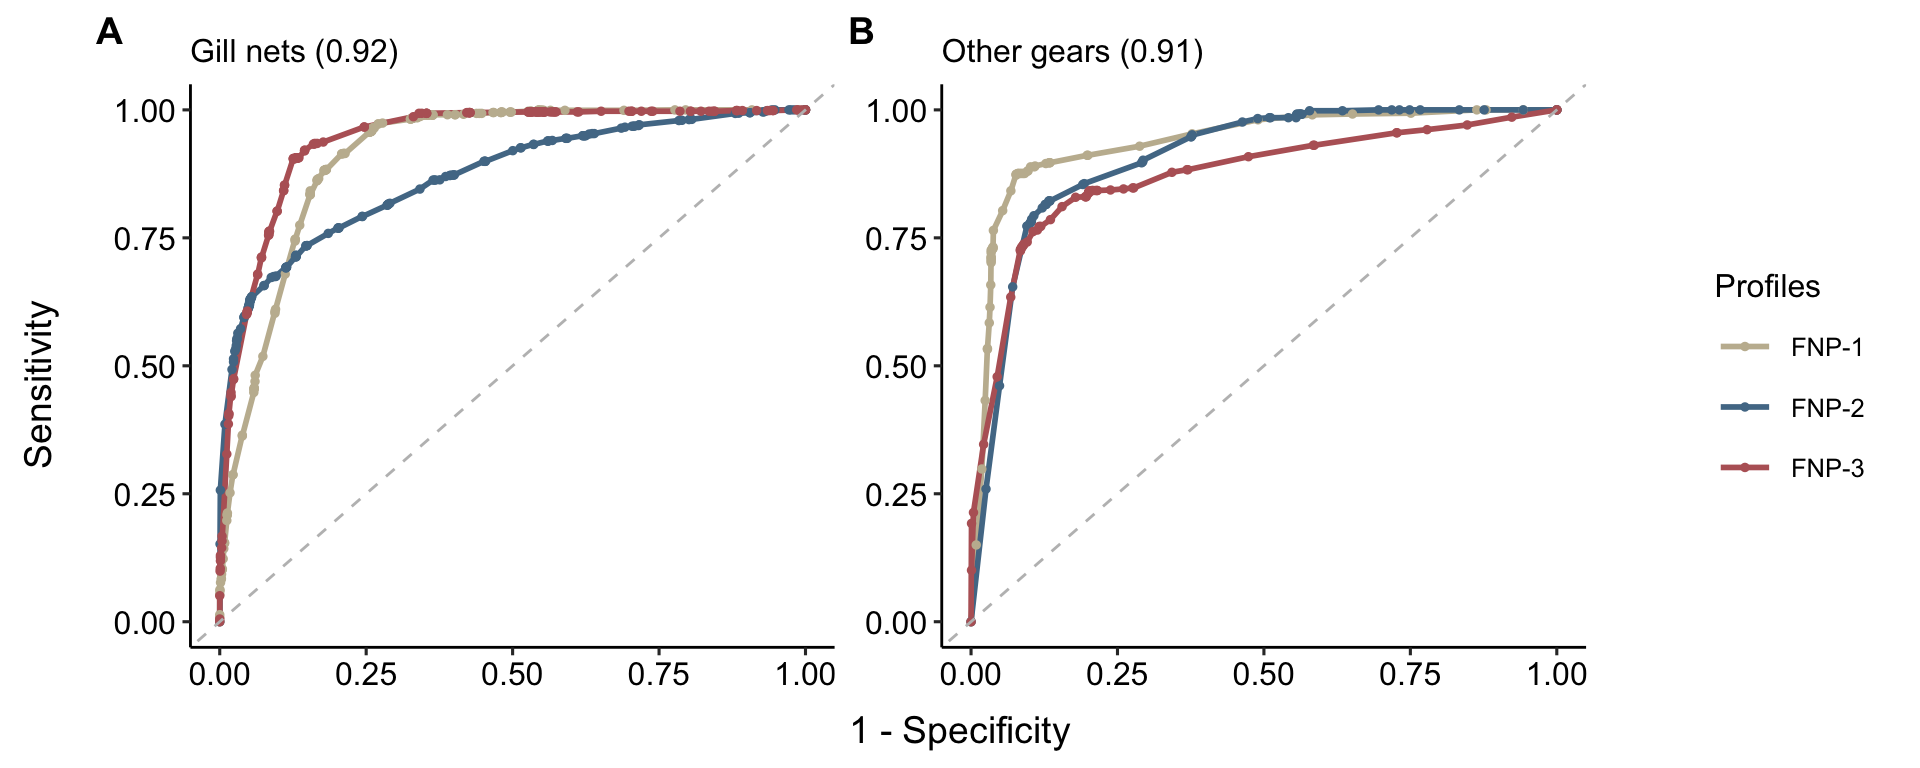 A
Gill nets (0.92)
B
Other gears (0.91)
Sensitivity
1.00
0.75
0.50
0.25
0.00
0.00 0.25 0.50 0.75 1.00
1.00
0.75
0.50
0.25
0.00
0.00 0.25 0.50 0.75 1.00
1 - Specificity
Profiles
FNP-1
FNP-2
FNP-3